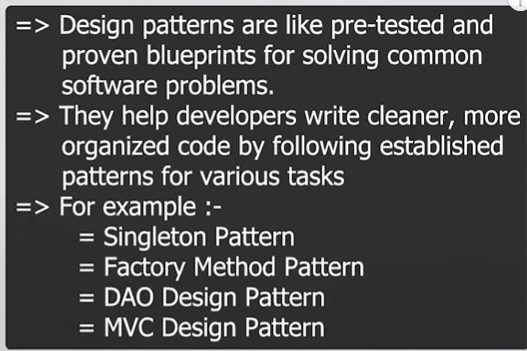 => Design patterns are like pre-tested and
proven blueprints for solving common
software problems.
=> They help developers write cleaner, more
organized code by following established
patterns for various tasks
=> For example :-
= Singleton Pattern
= Factory Method Pattern
= DAO Design Pattern
= MVC Design Pattern